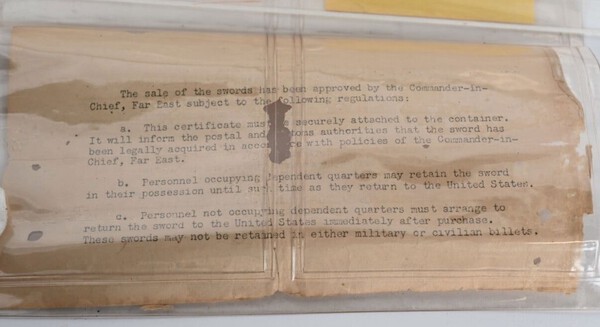 The sale of the swords has been approved by the Commander-in-
Chief, Far East subject to the following regulations:
a. This certificate must be securely attached to the container.
It will inform the postal and customs authorities that the sword has
been legally acquired in accordance with policies of the Commander-in-
Chief, Far East.
b. Personnel occupying dependent quarters may retain the sword
in their possession until such time as they return to the United States.
c. Personnel not occupying dependent quarters must arrange to
return the sword to the United States immediately after purchase.
These swords may not be retained in either military or civilian billets.